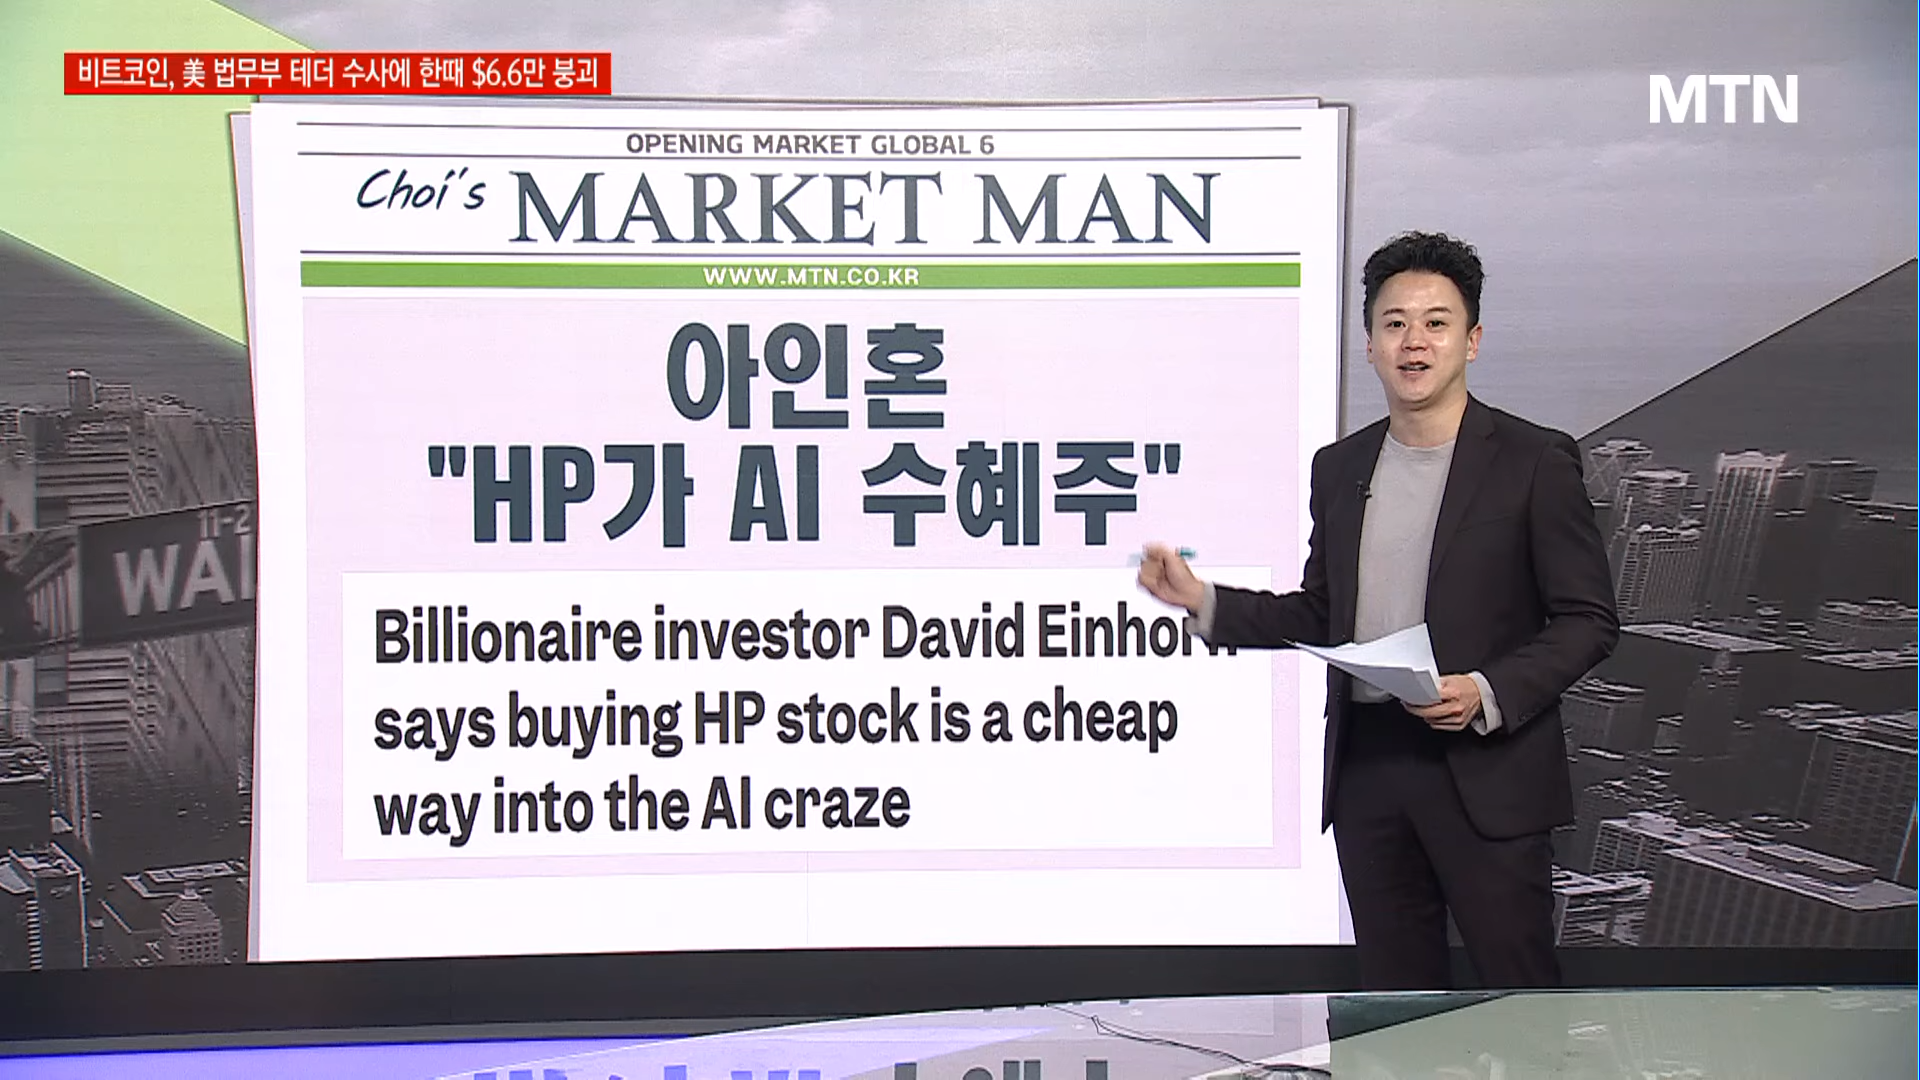 비트코인, 美 법무부 테더 수사에 한때 $6.6만 붕괴
MTN
OPENING MARKET GLOBAL 6
Choi's MARKET MAN
WWW.MTN.CO.KR
아인혼
"HP가 AI 수혜주"
Billionaire investor David Einhorn
says buying HP stock is a cheap
way into the AI craze
11-2
WAL